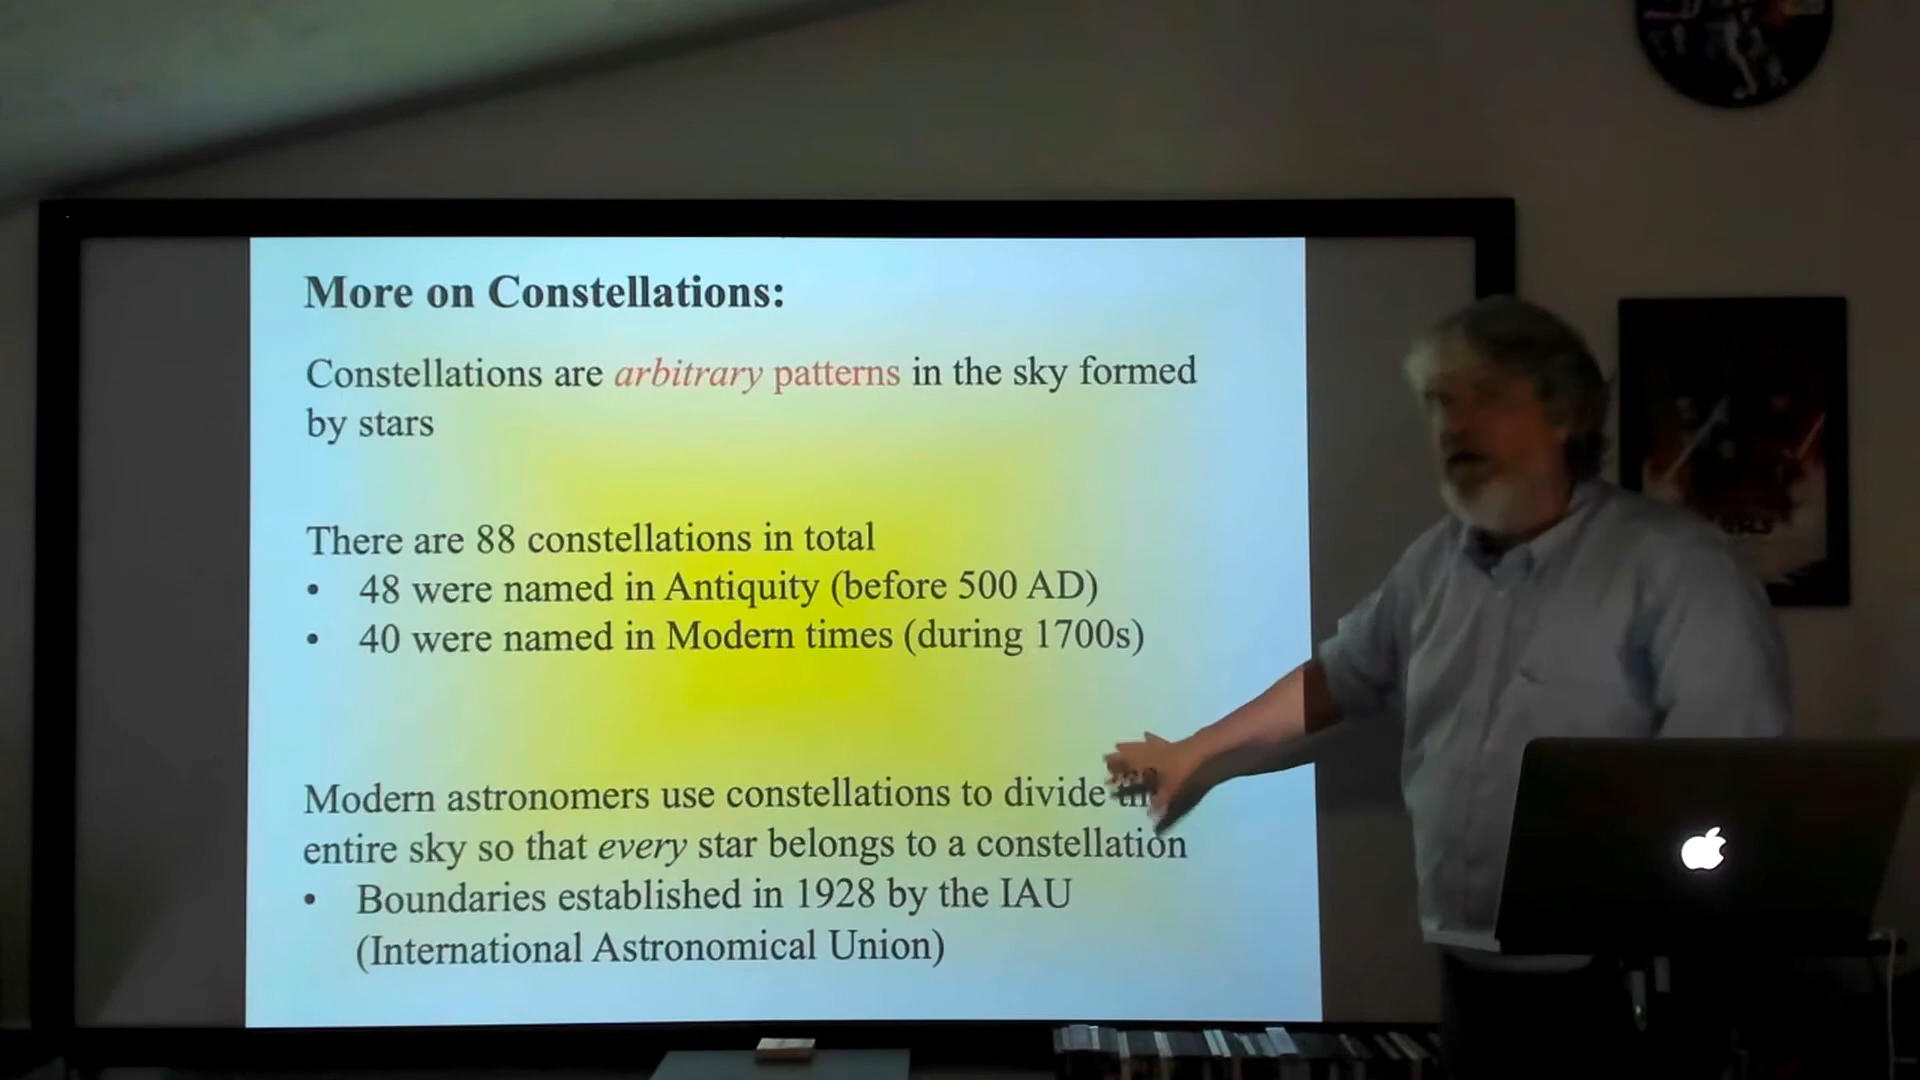 More on Constellations:
Constellations are arbitrary patterns in the sky formed
by stars
There are 88 constellations in total
• 48 were named in Antiquity (before 500 AD)
• 40 were named in Modern times (during 1700s)
Modern astronomers use constellations to divide
entire sky so that every star belongs to a constellation
• Boundaries established in 1928 by the IAU
(International Astronomical Union)